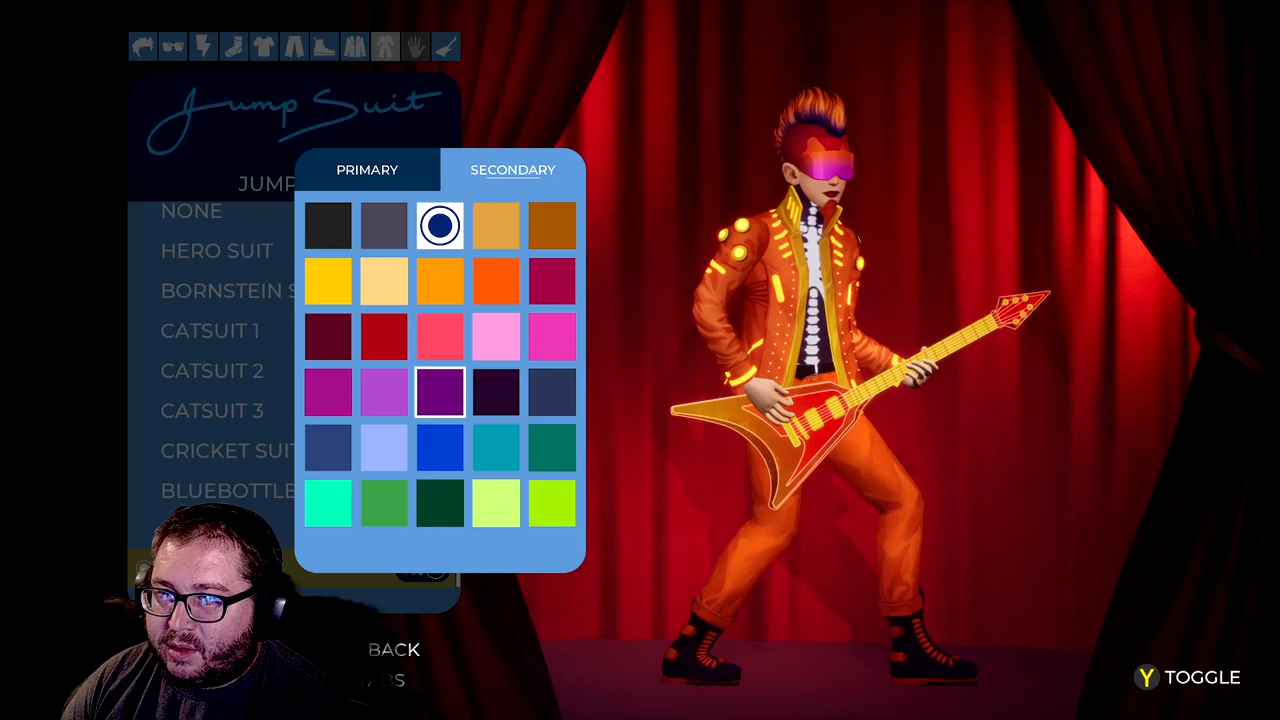 Jump Suit
PRIMARY
SECONDARY
JUMP
NONE
HERO SUIT
BORNSTEIN S
CATSUIT 1
CATSUIT 2
CATSUIT 3
CRICKET SUIT
BLUEBOTTLE
BACK
TABS
Y TOGGLE